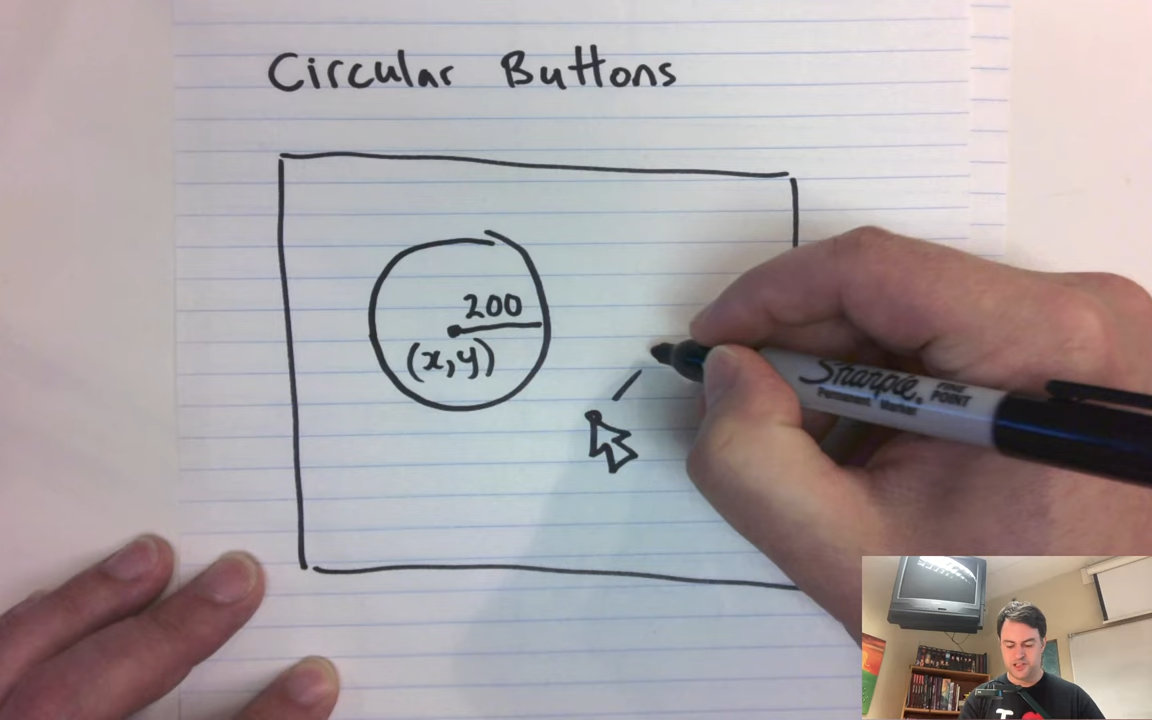 Circular Buttons
200
(x,y)
Sharpie. FINE POINT
Permanent Marker
I